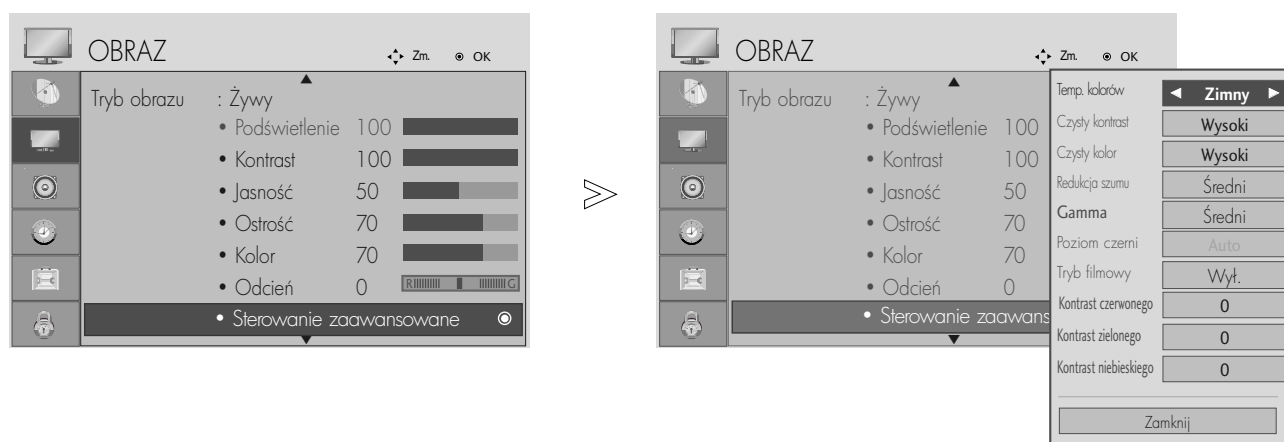 OBRAZ
Zm. OK
Tryb obrazu : Żywy
• Podświetlenie 100
• Kontrast 100
• Jasność 50
• Ostrość 70
• Kolor 70
• Odcień 0 R G
• Sterowanie zaawansowane
OBRAZ
Zm. OK
Tryb obrazu : Żywy
• Podświetlenie 100
• Kontrast 100
• Jasność 50
• Ostrość 70
• Kolor 70
• Odcień 0
• Sterowanie zaawans
Temp. kolorów ◄ Zimny ►
Czysty kontrast Wysoki
Czysty kolor Wysoki
Redukcja szumu Średni
Gamma Średni
Poziom czerni Auto
Tryb filmowy Wył.
Kontrast czerwonego 0
Kontrast zielonego 0
Kontrast niebieskiego 0
Zamknij